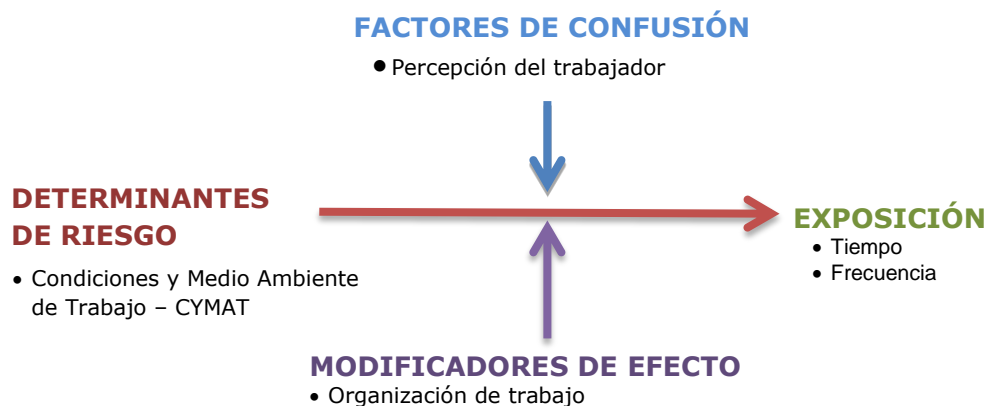 FACTORES DE CONFUSIÓN
• Percepción del trabajador
DETERMINANTES
DE RIESGO
• Condiciones y Medio Ambiente
de Trabajo – CYMAT
EXPOSICIÓN
• Tiempo
• Frecuencia
MODIFICADORES DE EFECTO
• Organización de trabajo